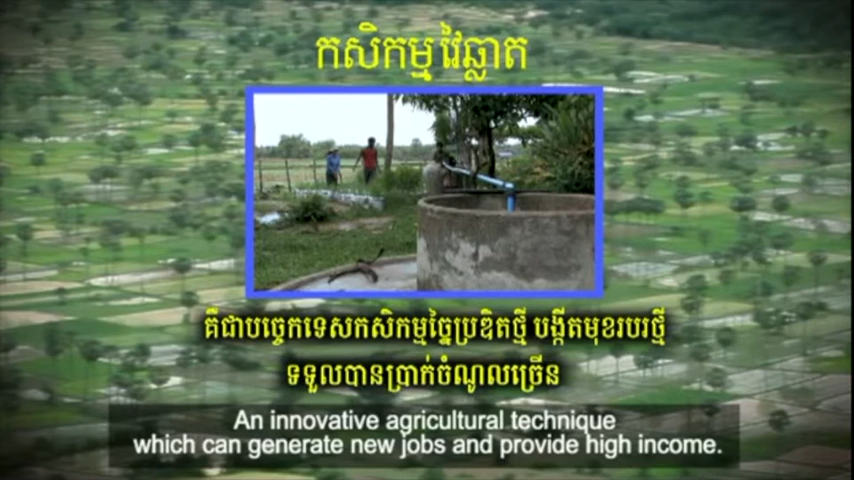 កសិកម្មវៃឆ្លាត
គឺជាបច្ចេកទេសកសិកម្មច្នៃប្រឌិតថ្មី បង្កើតមុខរបរថ្មី
ទទួលបានប្រាក់ចំណូលច្រើន
An innovative agricultural technique
which can generate new jobs and provide high income.